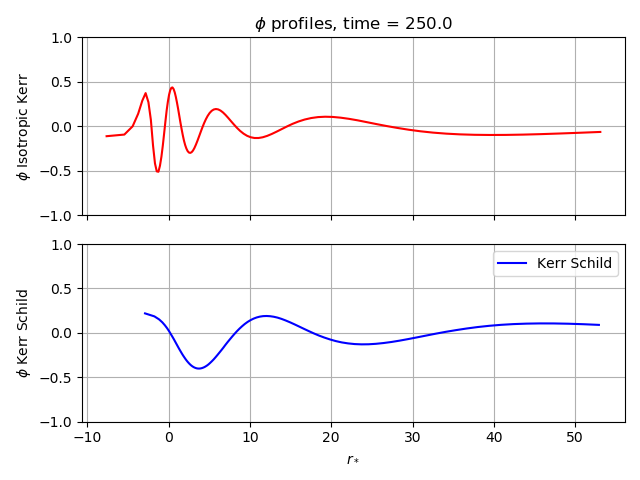 ϕ profiles, time = 250.0
1.0
0.5
0.0
−0.5
−1.0
ϕ Isotropic Kerr
1.0
0.5
0.0
−0.5
−1.0
ϕ Kerr Schild
Kerr Schild
−10 0 10 20 30 40 50
r*